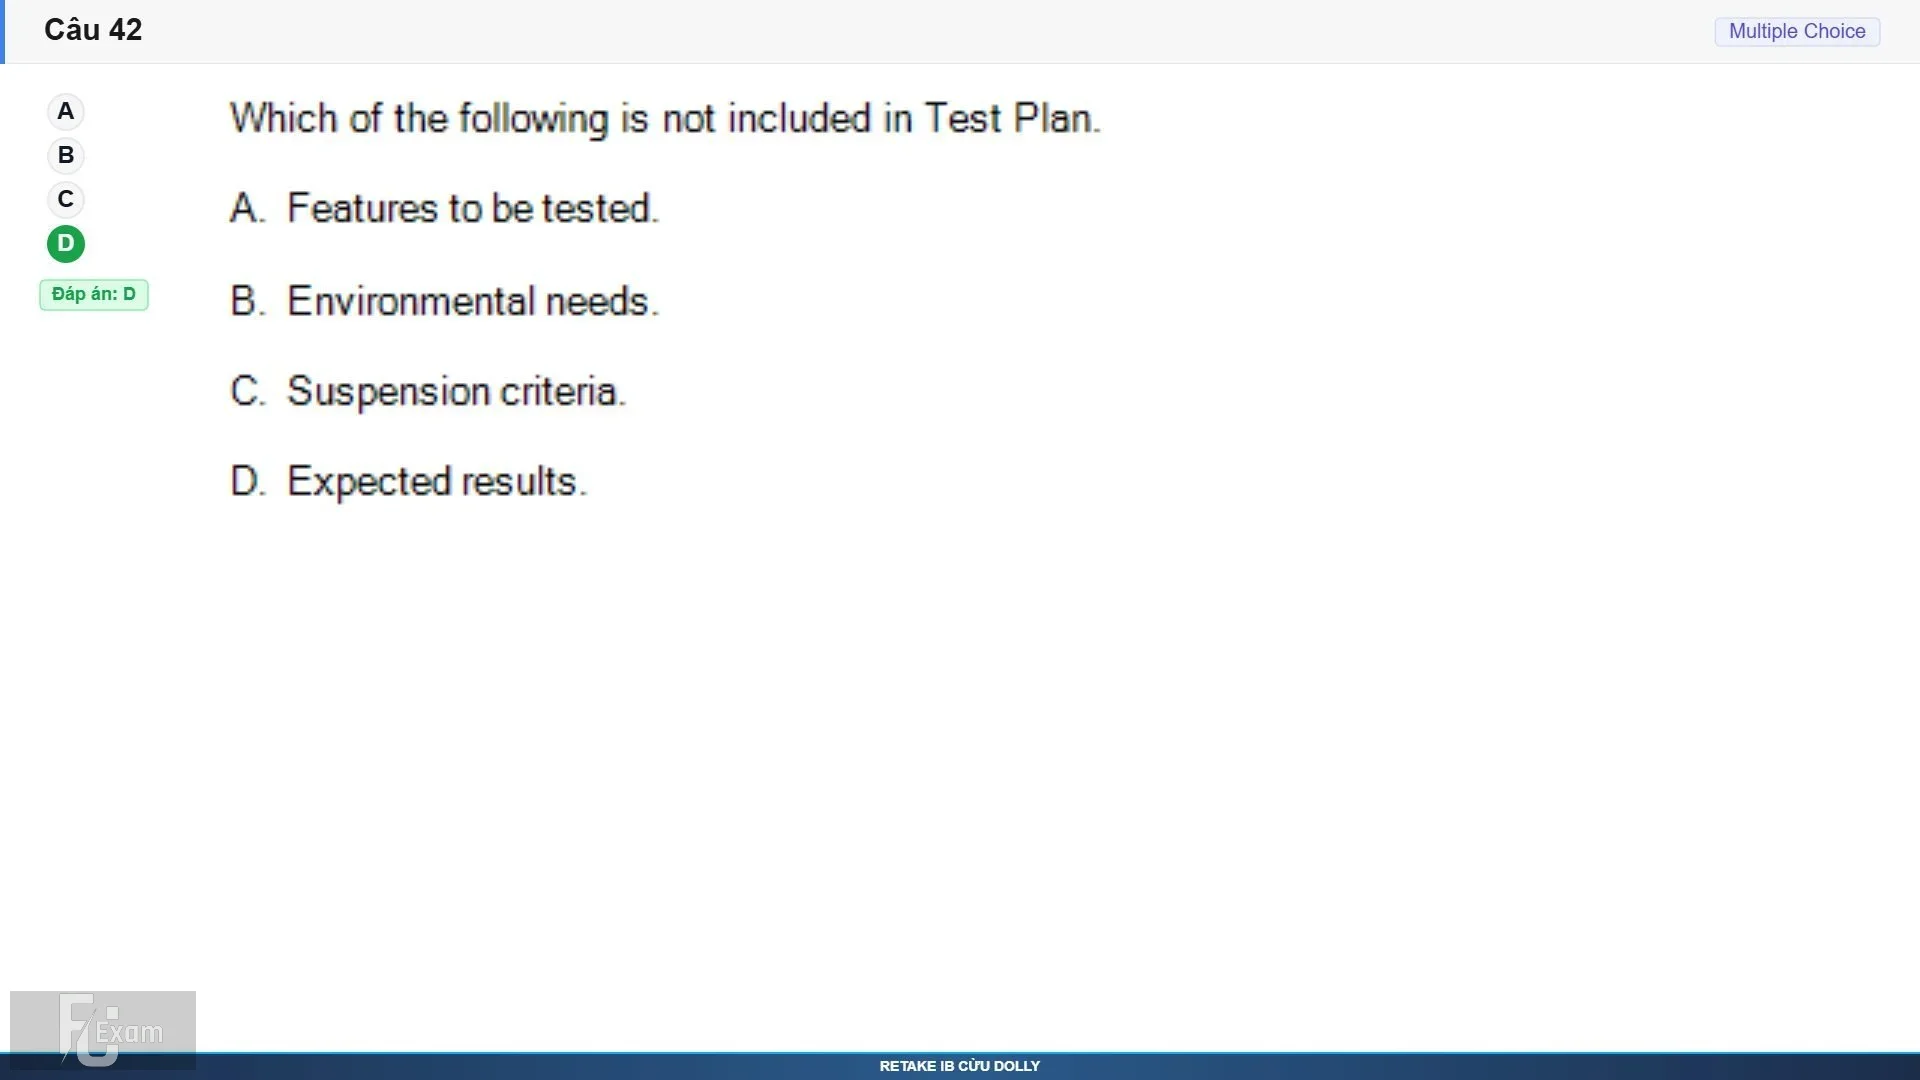 Câu 42
Multiple Choice
A
B
C
D
Đáp án: D
Which of the following is not included in Test Plan.
A. Features to be tested.
B. Environmental needs.
C. Suspension criteria.
D. Expected results.
FU Exam
RETAKE IB CỪU DOLLY